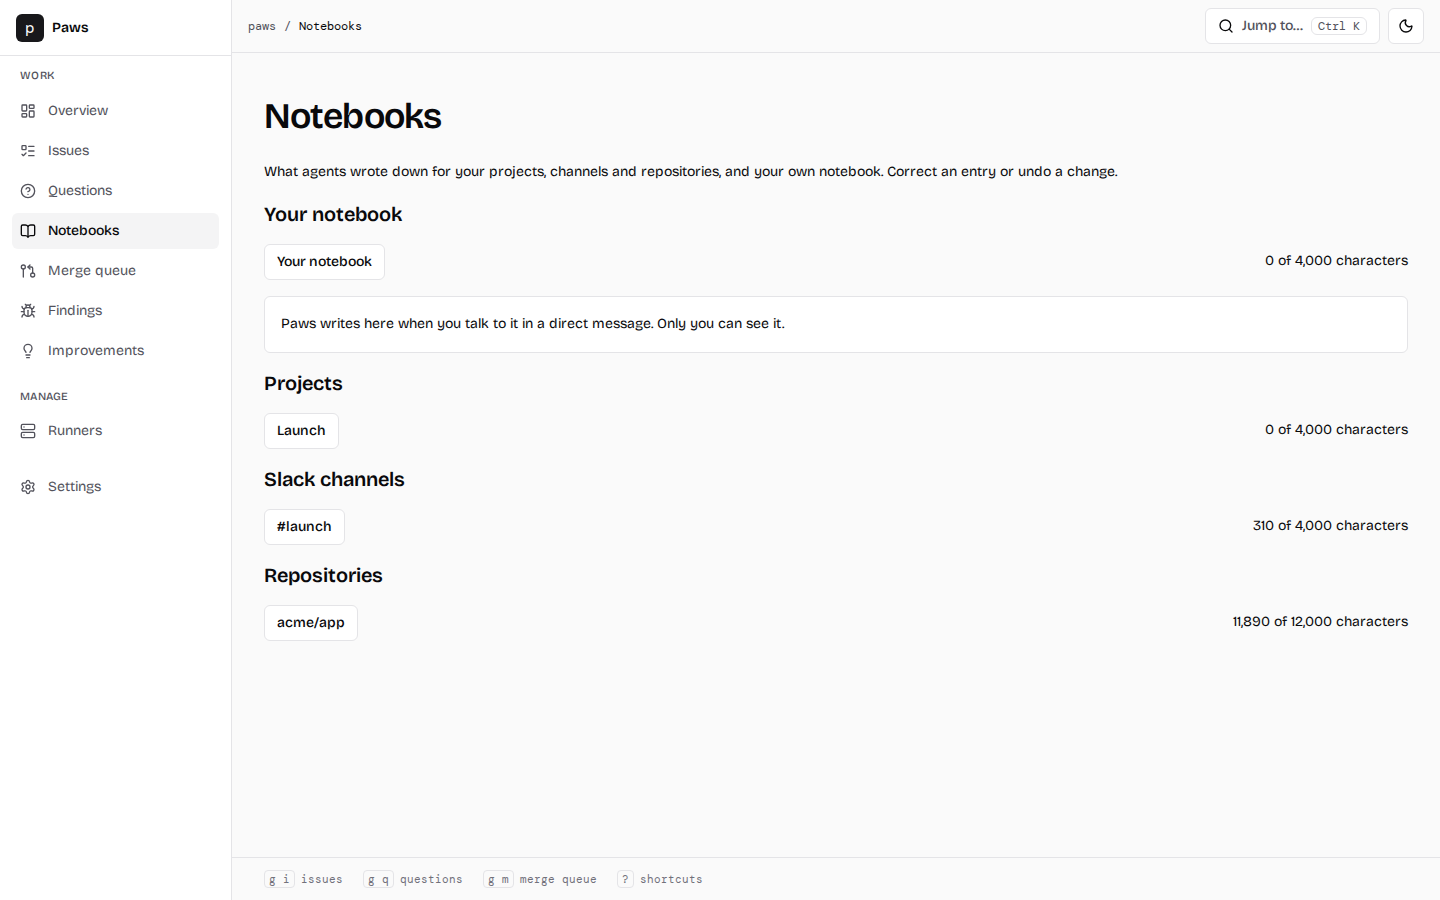 p Paws
paws / Notebooks
Jump to... Ctrl K
WORK
Overview
Issues
Questions
Notebooks
Merge queue
Findings
Improvements
MANAGE
Runners
Settings
Notebooks
What agents wrote down for your projects, channels and repositories, and your own notebook. Correct an entry or undo a change.
Your notebook
Your notebook 0 of 4,000 characters
Paws writes here when you talk to it in a direct message. Only you can see it.
Projects
Launch 0 of 4,000 characters
Slack channels
#launch 310 of 4,000 characters
Repositories
acme/app 11,890 of 12,000 characters
g i issues g q questions g m merge queue ? shortcuts